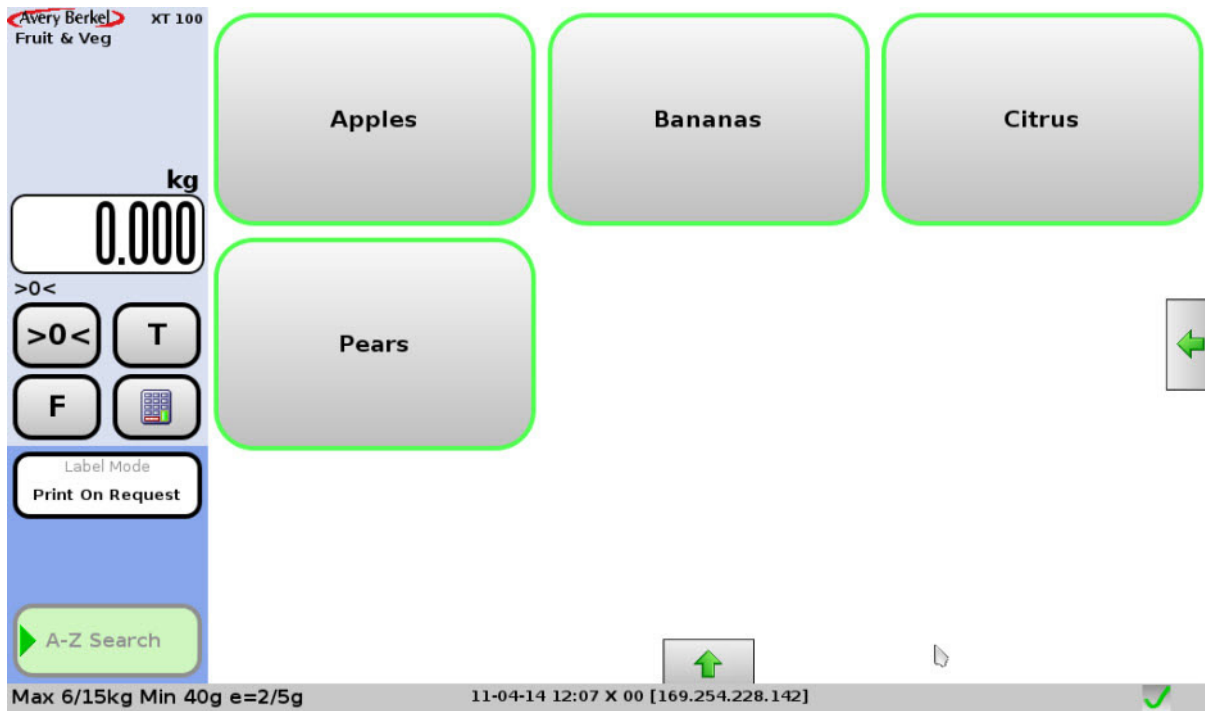 Avery Berkel XT 100
Fruit & Veg
kg
0.000
>0<
>0< T
F
Label Mode
Print On Request
A-Z Search
Apples Bananas Citrus
Pears
Max 6/15kg Min 40g e=2/5g 11-04-14 12:07 X 00 [169.254.228.142]